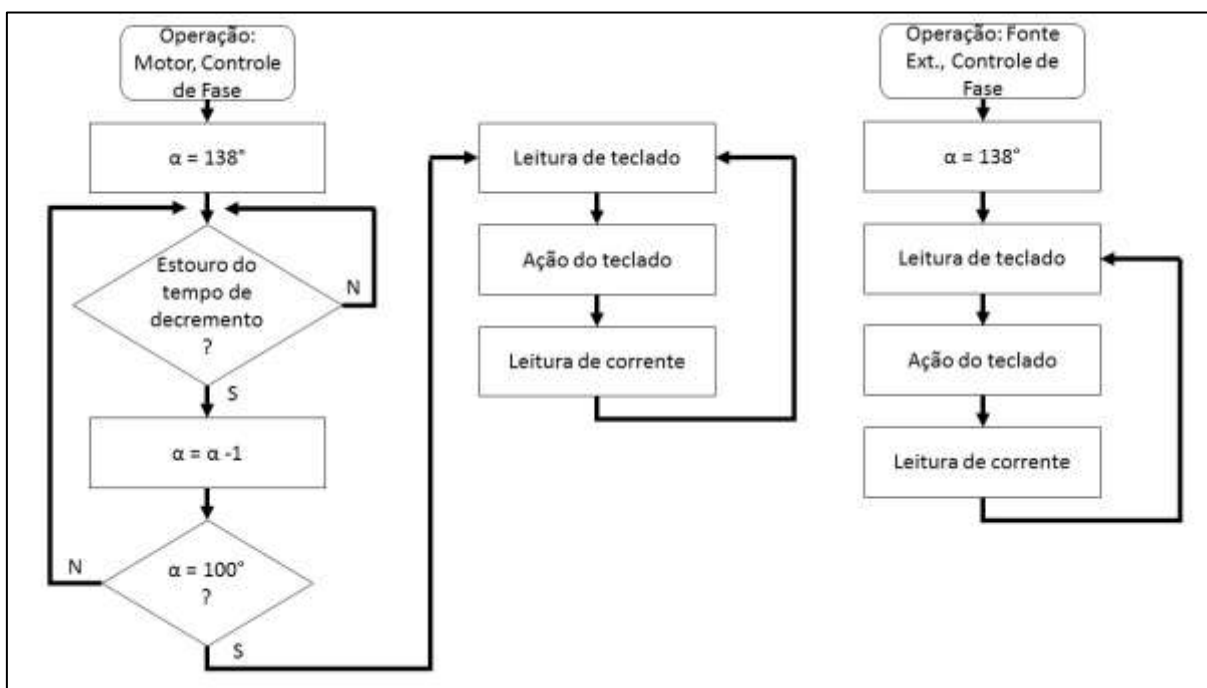 Operação:
Motor, Controle
de Fase
α = 138°
Estouro do
tempo de
decremento
?
N
S
α = α -1
α = 100°
?
N
S
Leitura de teclado
Ação do teclado
Leitura de corrente
Operação: Fonte
Ext., Controle de
Fase
α = 138°
Leitura de teclado
Ação do teclado
Leitura de corrente